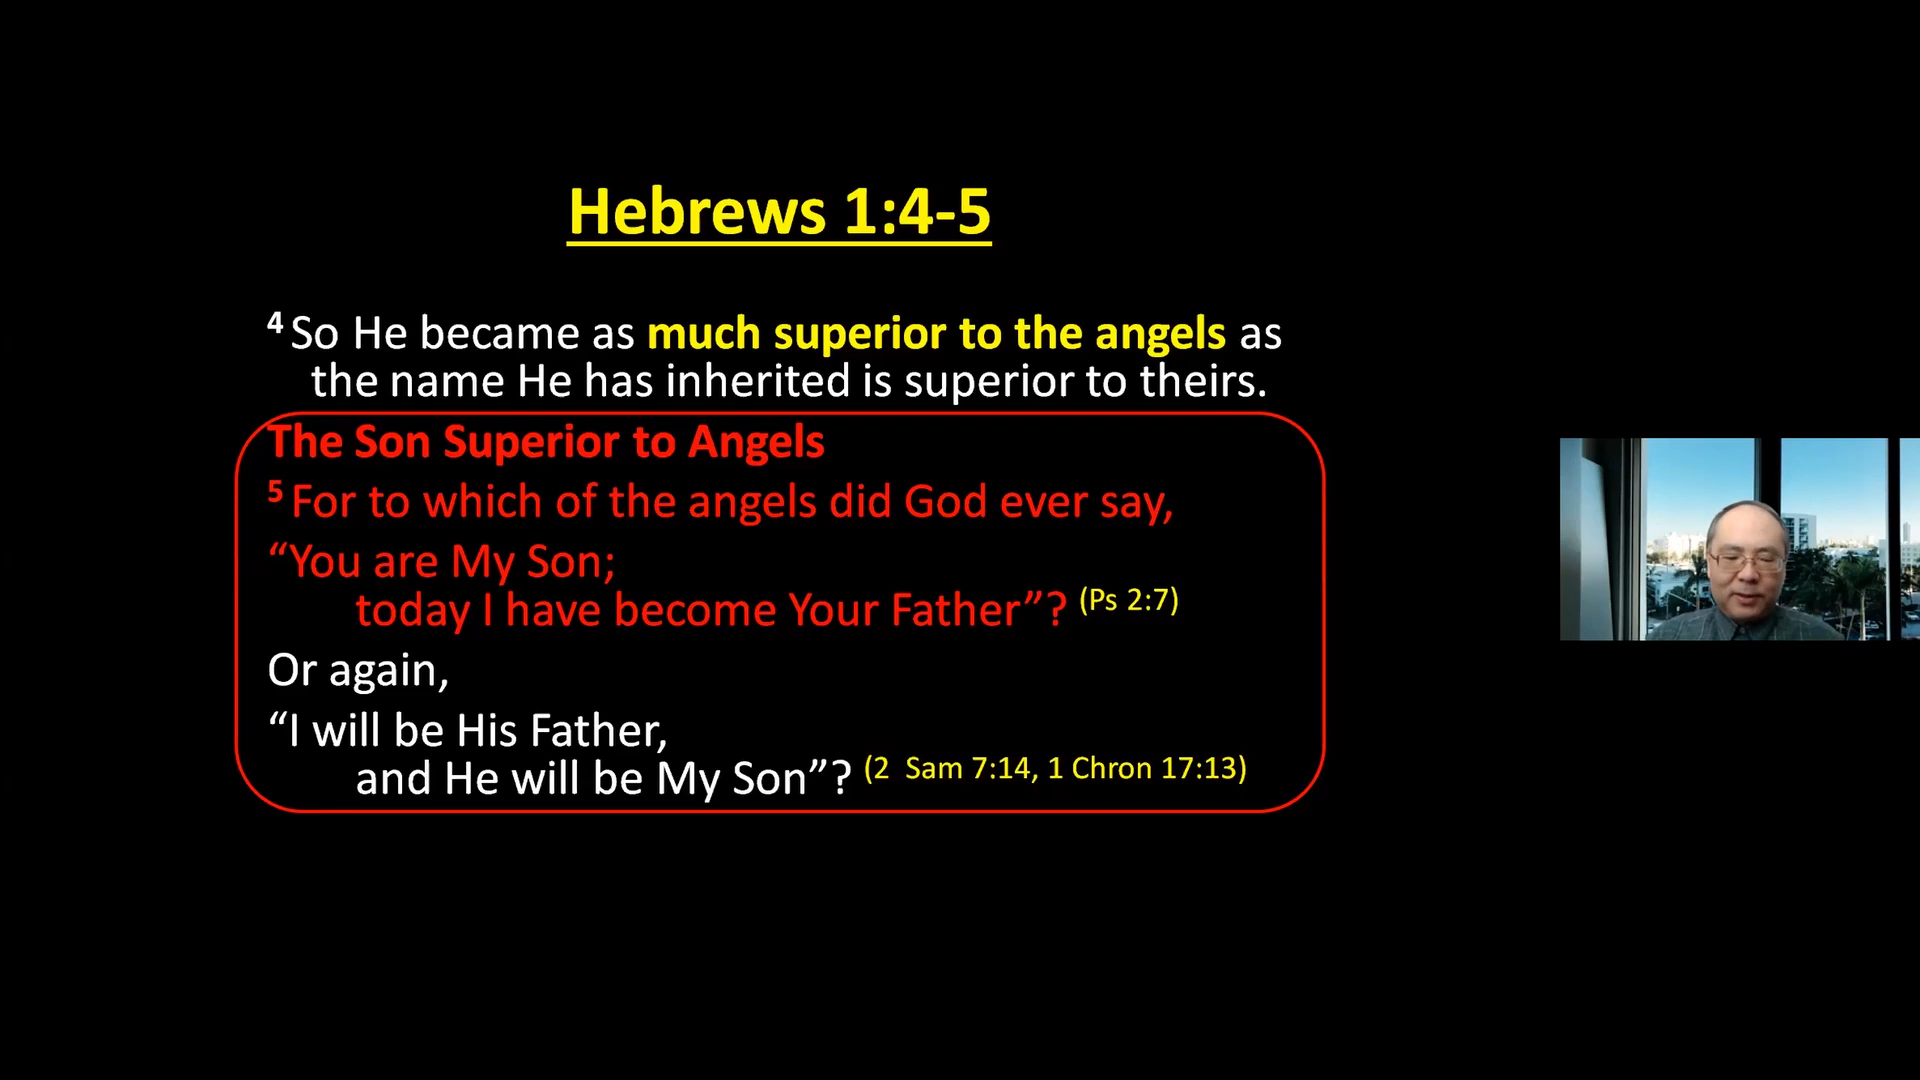 Hebrews 1:4-5
4 So He became as much superior to the angels as
the name He has inherited is superior to theirs.
The Son Superior to Angels
5 For to which of the angels did God ever say,
“You are My Son;
today I have become Your Father”? (Ps 2:7)
Or again,
“I will be His Father,
and He will be My Son”? (2  Sam 7:14, 1 Chron 17:13)